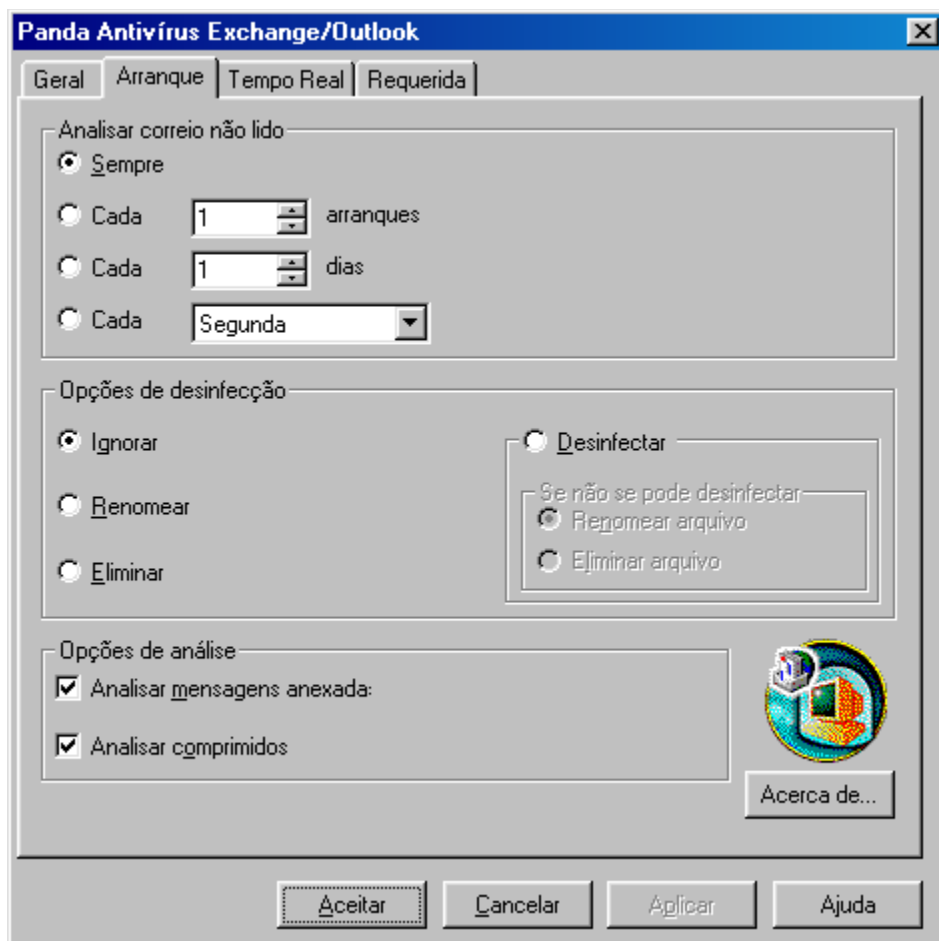 Panda Antivírus Exchange/Outlook
Geral Arranque Tempo Real Requerida
Analisar correio não lido
Sempre
Cada 1 arranques
Cada 1 dias
Cada Segunda
Opções de desinfecção
Ignorar
Desinfectar
Se não se pode desinfectar
Renomear
Renomear arquivo
Eliminar arquivo
Eliminar
Opções de análise
Analisar mensagens anexada:
Analisar comprimidos
Acerca de...
Aceitar Cancelar Aplicar Ajuda